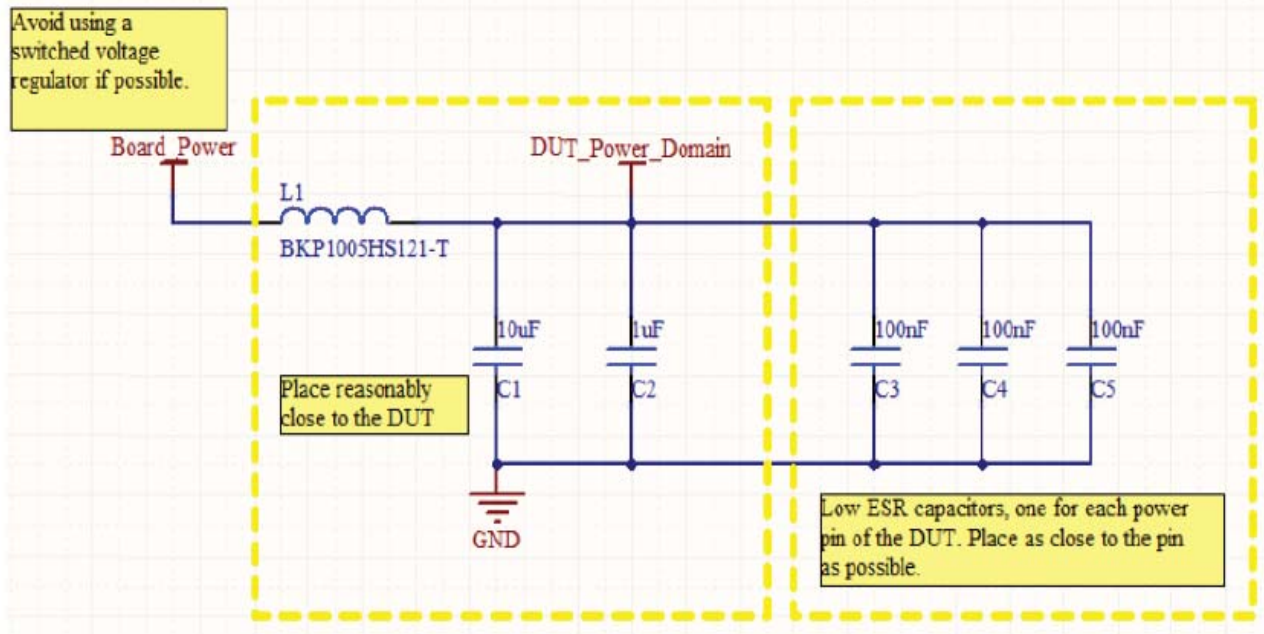 Avoid using a
switched voltage
regulator if possible.
Board_Power
DUT_Power_Domain
L1
BKP1005HS121-T
10uF
1uF
100nF
100nF
100nF
C1
C2
C3
C4
C5
Place reasonably
close to the DUT
GND
Low ESR capacitors, one for each power
pin of the DUT. Place as close to the pin
as possible.